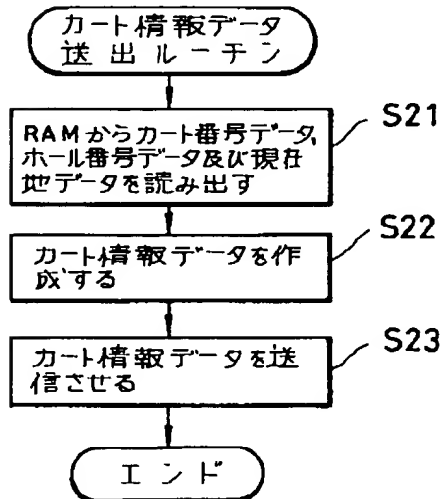 カート情報データ
送出ルーチン
S21
RAMからカート番号データ,
ホール番号データ及び現在
地データを読み出す
S22
カート情報データを作
成する
S23
カート情報データを送
信させる
エンド